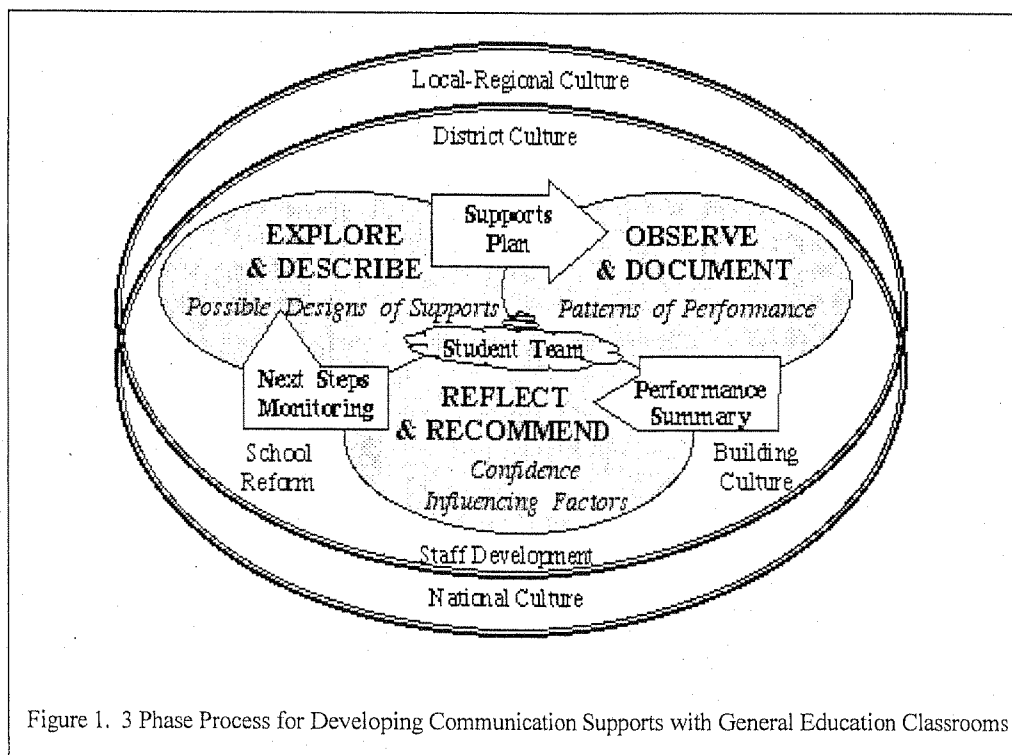 Local-Regional Culture
District Culture
Supports
Plan
EXPLORE
& DESCRIBE
Possible Designs of Supports
OBSERVE
& DOCUMENT
Patterns of Performance
Student Team
Next Steps
Monitoring
REFLECT
& RECOMMEND
Confidence
Influencing Factors
Performance
Summary
School
Reform
Building
Culture
Staff Development
National Culture
Figure 1. 3 Phase Process for Developing Communication Supports with General Education Classrooms